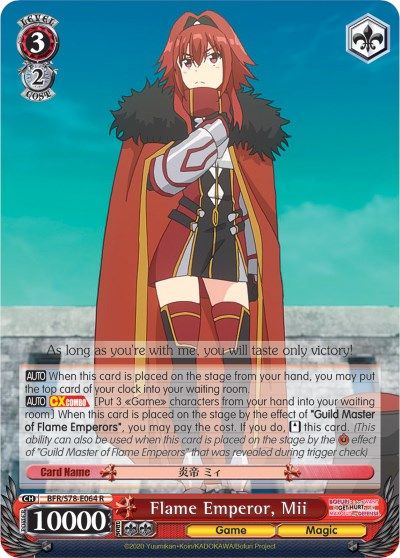 LEVEL
3
2
COST
As long as you're with me, you will taste only victory!
AUTO When this card is placed on the stage from your hand, you may put
the top card of your clock into your waiting room.
AUTO CXCOMBO [Put 3 «Game» characters from your hand into your waiting
room] When this card is placed on the stage by the effect of "Guild Master
of Flame Emperors", you may pay the cost. If you do, this card. (This
ability can also be used when this card is placed on the stage by the effect
of "Guild Master of Flame Emperors" that was revealed during trigger check)
Card Name
炎帝 ミィ
CH BFR/S78-E064 R
Flame Emperor, Mii
POWER
10000
SOUL
Game
Magic
©2020 Yuumikan•Koin/KADOKAWA/Bofuri Project